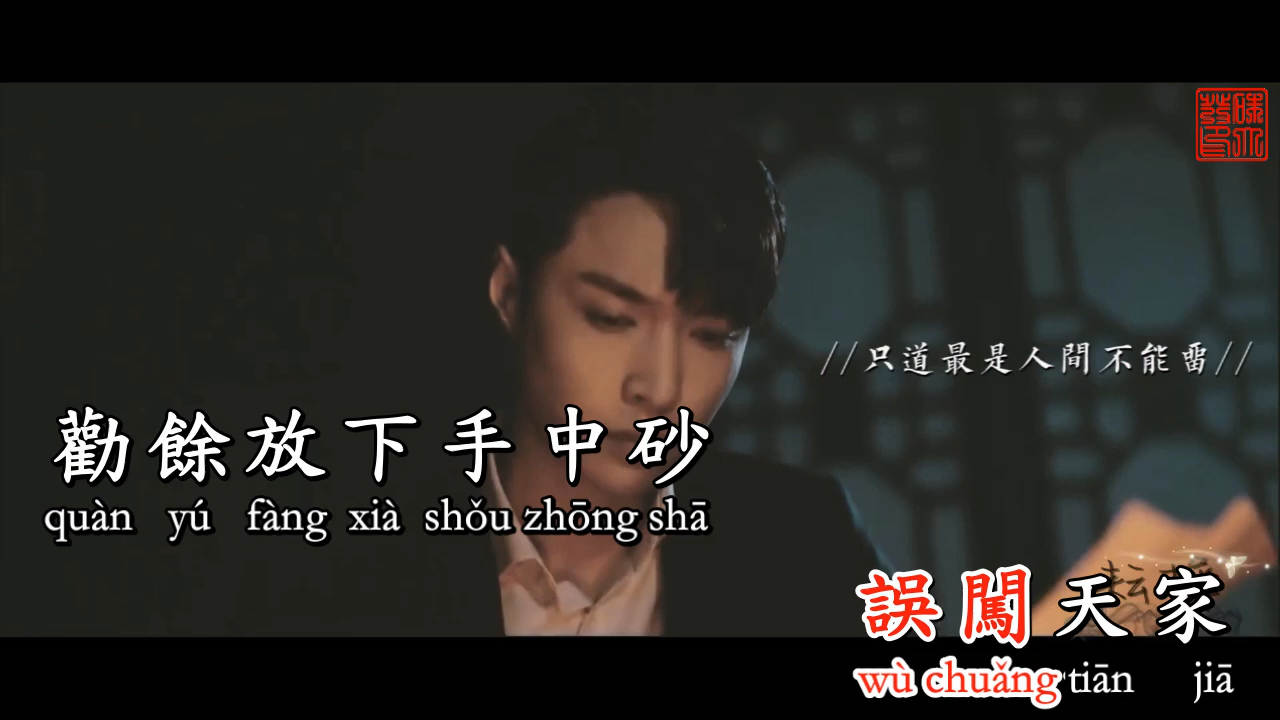 //只道最是人間不能畱//
勸餘放下手中砂
quàn yú fàng xià shǒu zhōng shā
誤闖天家
wù chuǎng tiān jiā